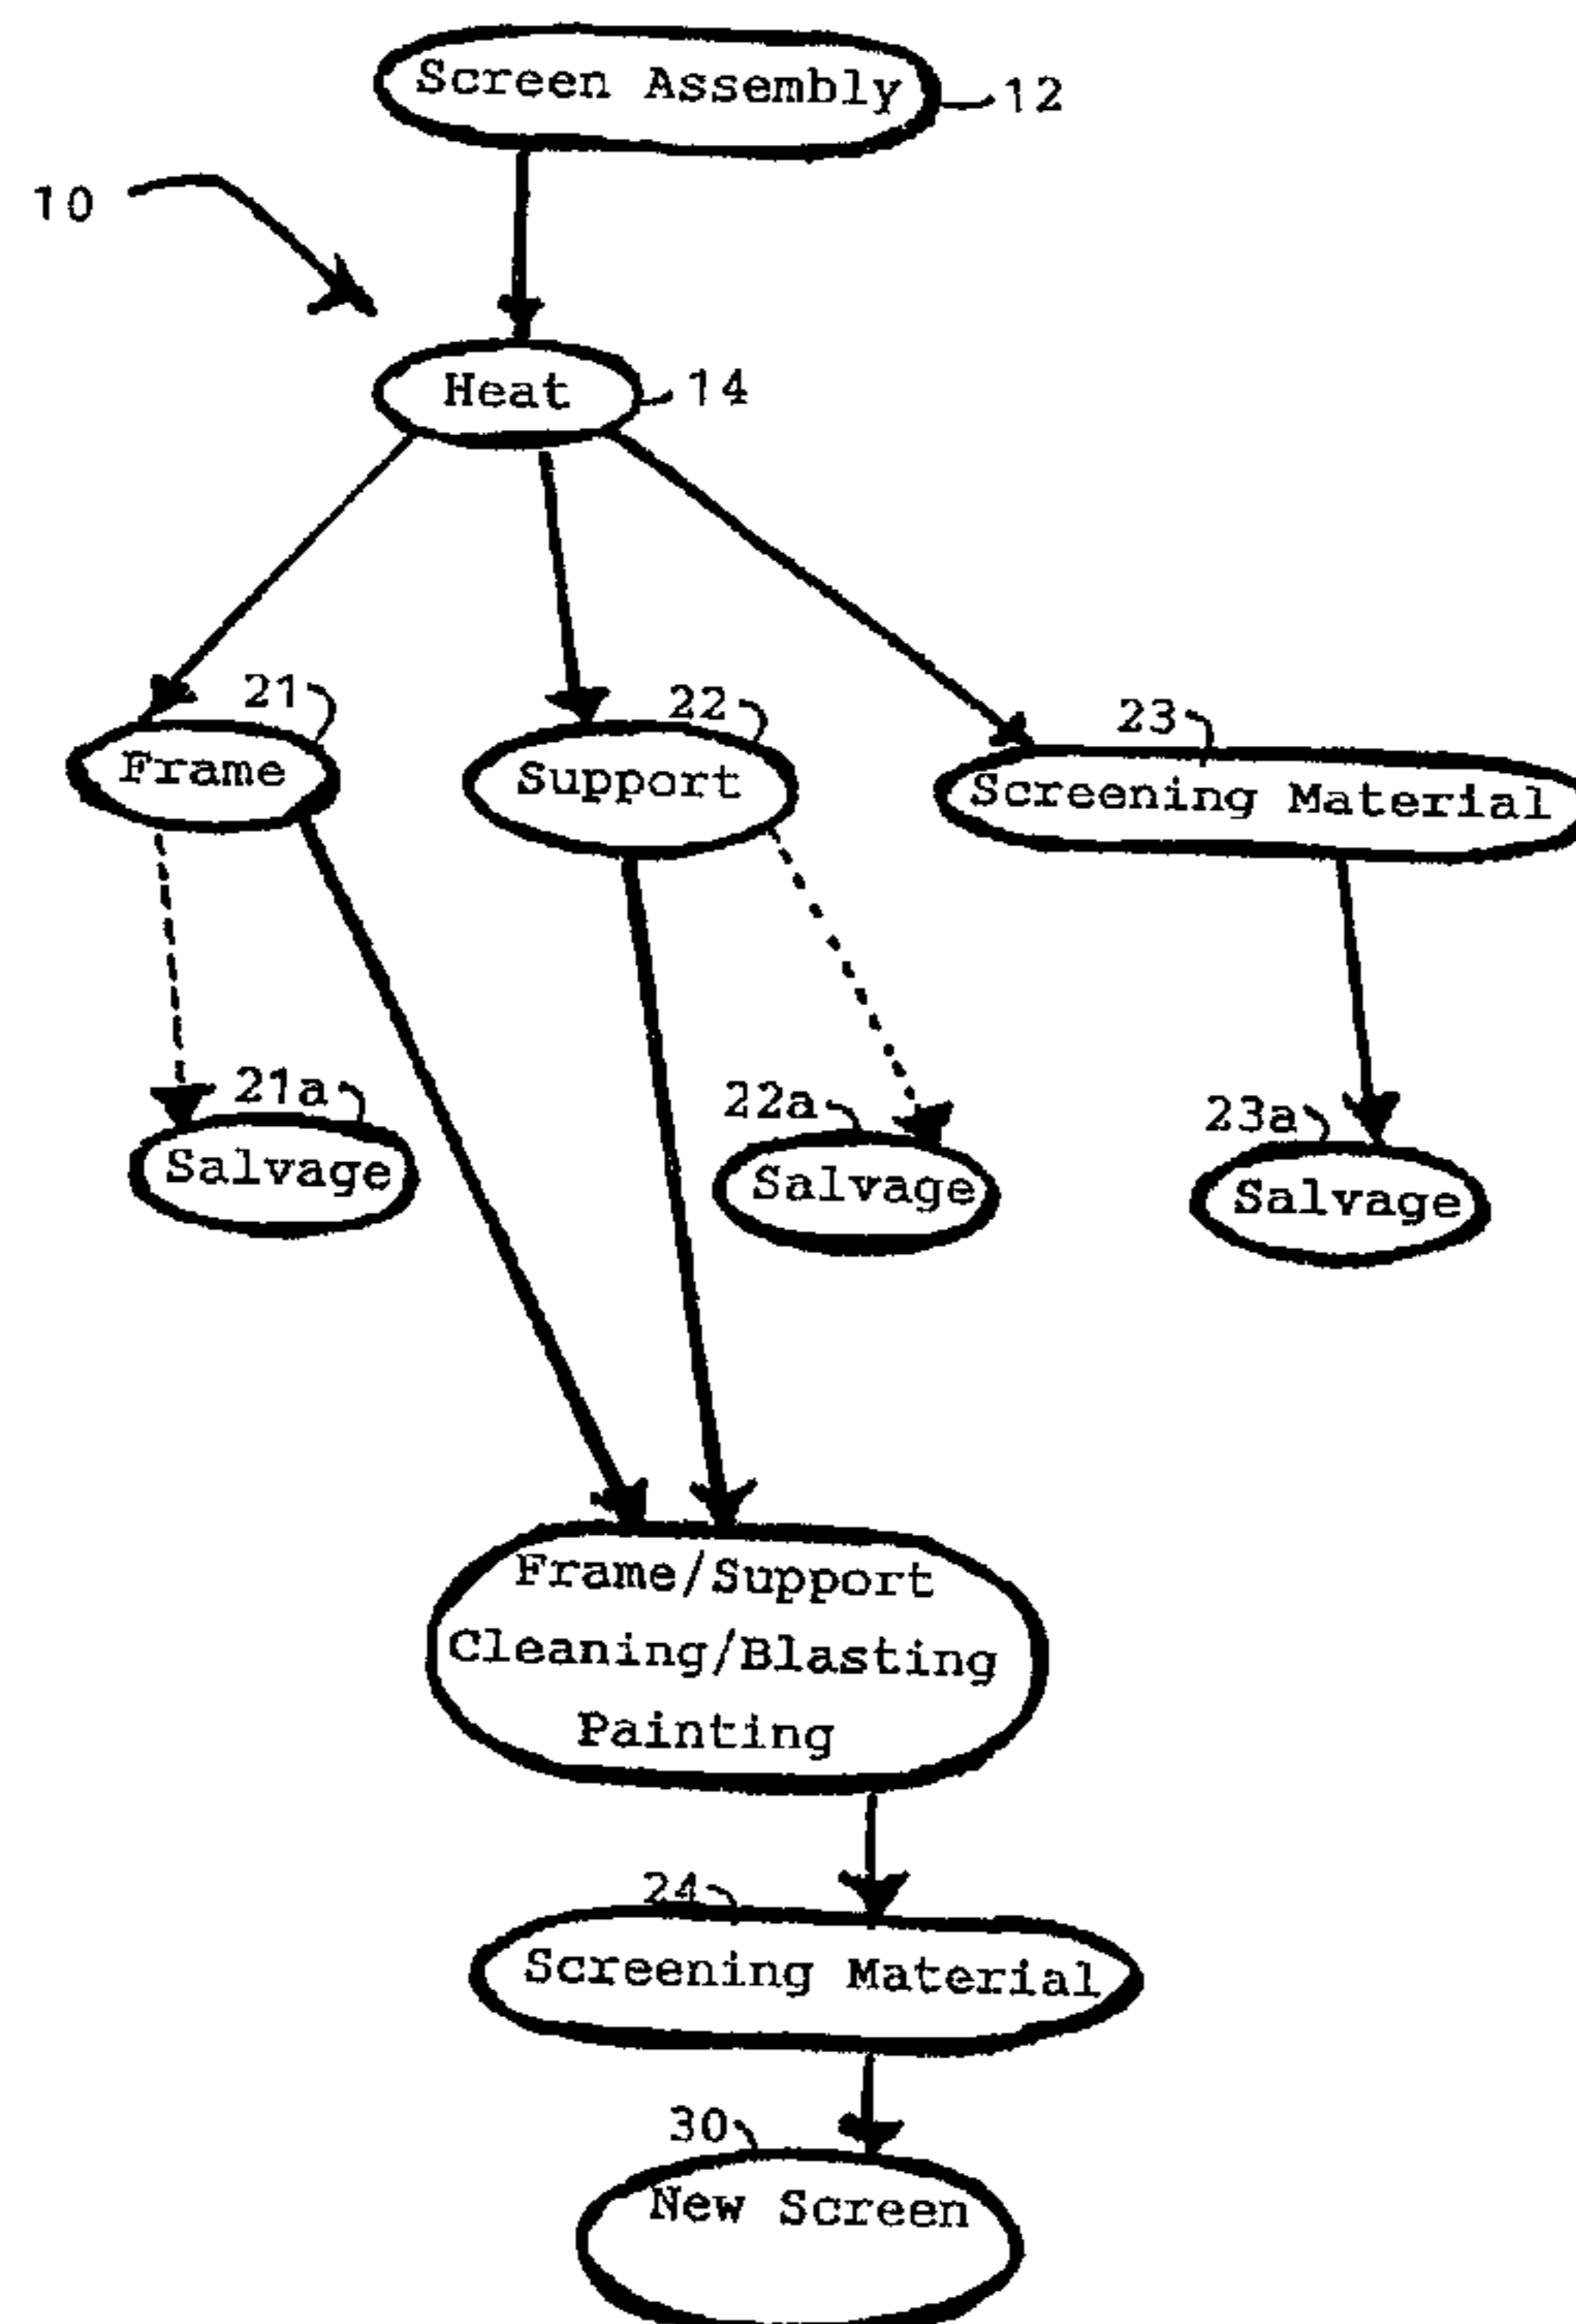 Screen Assembly
12
10
Heat
14
21
22
23
Frame
Support
Screening Material
21a
22a
23a
Salvage
Salvage
Salvage
Frame/Support
Cleaning/Blasting
Painting
24
Screening Material
30
New Screen